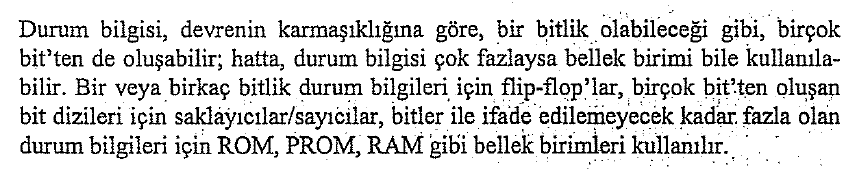 Durum bilgisi, devrenin karmaşıklığına göre, bir bitlik olabileceği gibi, birçok
bit'ten de oluşabilir; hatta, durum bilgisi çok fazlaysa bellek birimi bile kullanıla-
bilir. Bir veya birkaç bitlik durum bilgileri için flip-flop'lar, birçok bit'ten oluşan
bit dizileri için saklayıcılar/sayıcılar, bitler ile ifade edilemeyecek kadar fazla olan
durum bilgileri için ROM, PROM, RAM gibi bellek birimleri kullanılır.